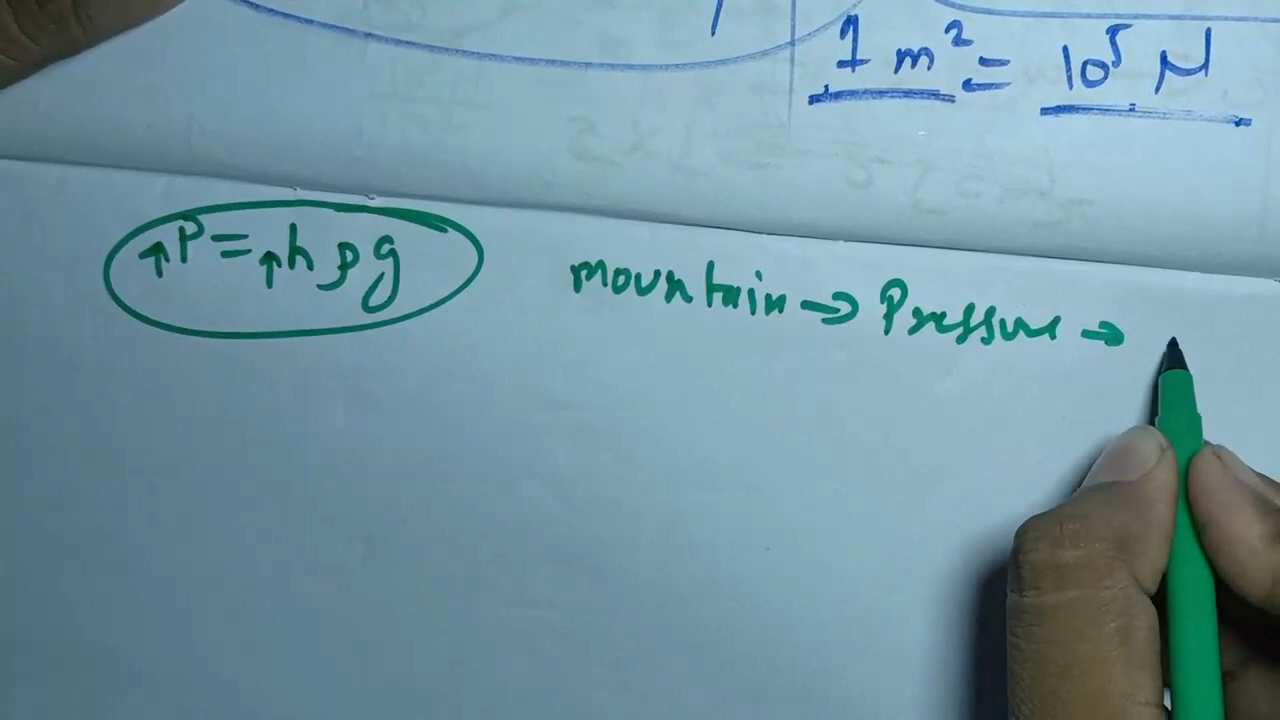 1 m² = 10⁵ N
↑P = ↑hρg
mountain → Pressure →